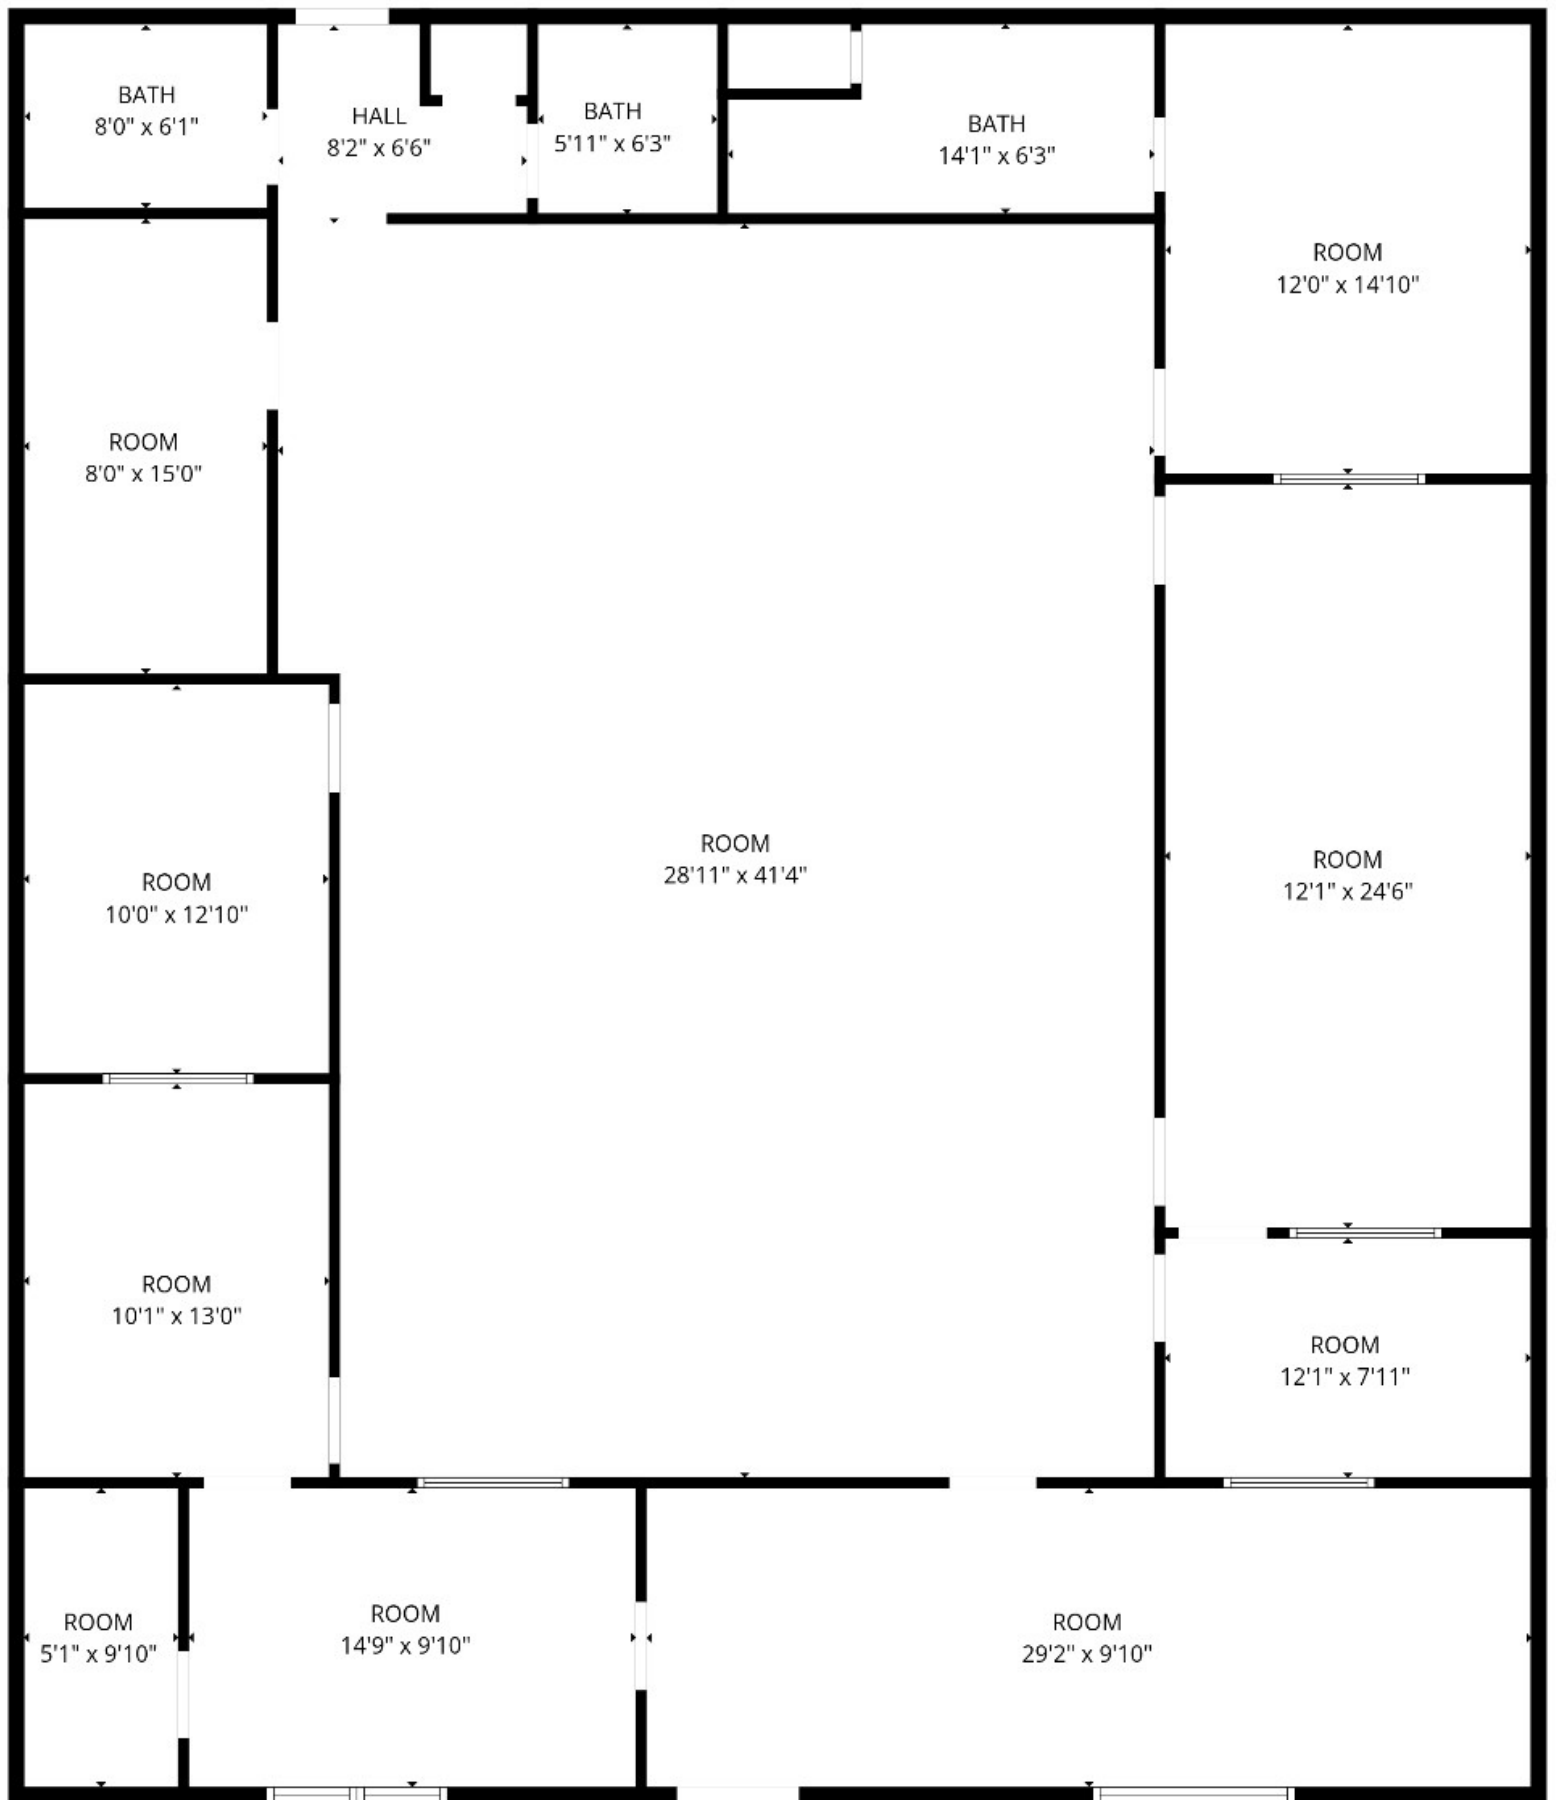 BATH
8'0" x 6'1"
HALL
8'2" x 6'6"
BATH
5'11" x 6'3"
BATH
14'1" x 6'3"
ROOM
12'0" x 14'10"
ROOM
8'0" x 15'0"
ROOM
28'11" x 41'4"
ROOM
12'1" x 24'6"
ROOM
10'0" x 12'10"
ROOM
10'1" x 13'0"
ROOM
12'1" x 7'11"
ROOM
5'1" x 9'10"
ROOM
14'9" x 9'10"
ROOM
29'2" x 9'10"